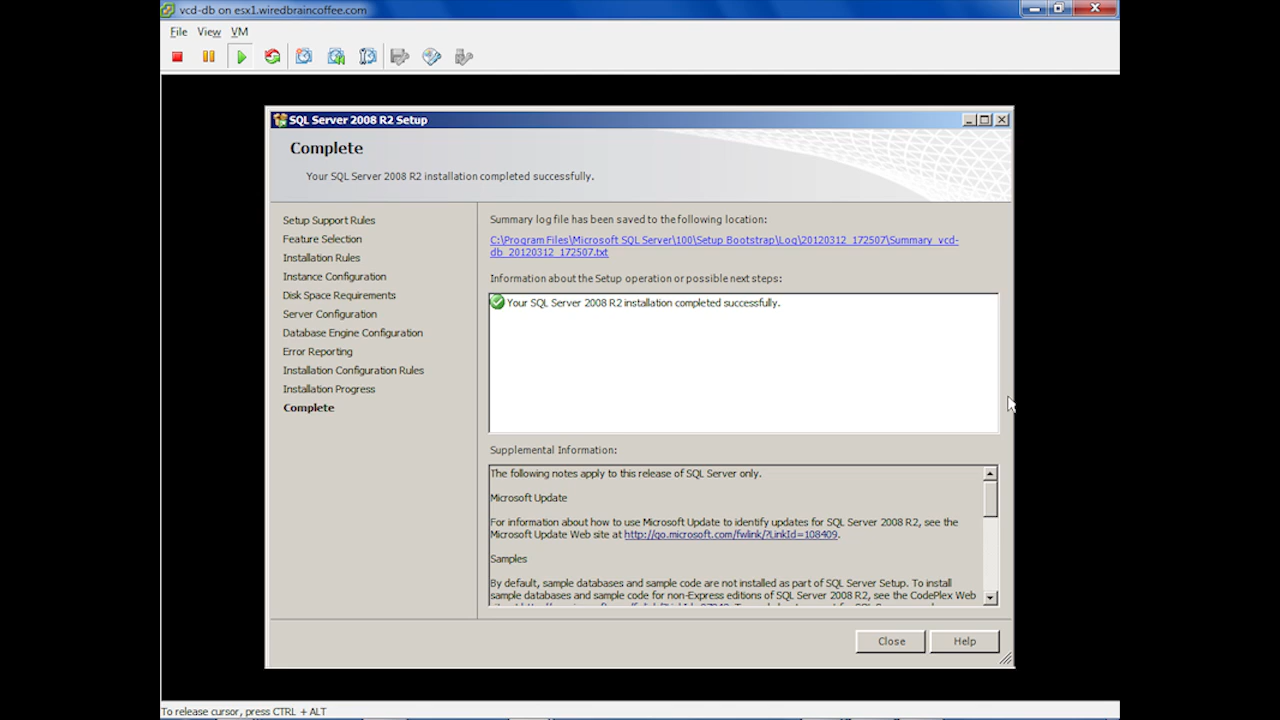 vcd-db on esx1.wiredbraincoffee.com
File View VM
SQL Server 2008 R2 Setup
Complete
Your SQL Server 2008 R2 installation completed successfully.
Setup Support Rules
Feature Selection
Installation Rules
Instance Configuration
Disk Space Requirements
Server Configuration
Database Engine Configuration
Error Reporting
Installation Configuration Rules
Installation Progress
Complete
Summary log file has been saved to the following location:
C:\Program Files\Microsoft SQL Server\100\Setup Bootstrap\Log\20120312_172507\Summary_vcd-
db_20120312_172507.txt
Information about the Setup operation or possible next steps:
Your SQL Server 2008 R2 installation completed successfully.
Supplemental Information:
The following notes apply to this release of SQL Server only.
Microsoft Update
For information about how to use Microsoft Update to identify updates for SQL Server 2008 R2, see the
Microsoft Update Web site at http://go.microsoft.com/fwlink/?LinkId=108409.
Samples
By default, sample databases and sample code are not installed as part of SQL Server Setup. To install
sample databases and sample code for non-Express editions of SQL Server 2008 R2, see the CodePlex Web
Close Help
To release cursor, press CTRL + ALT